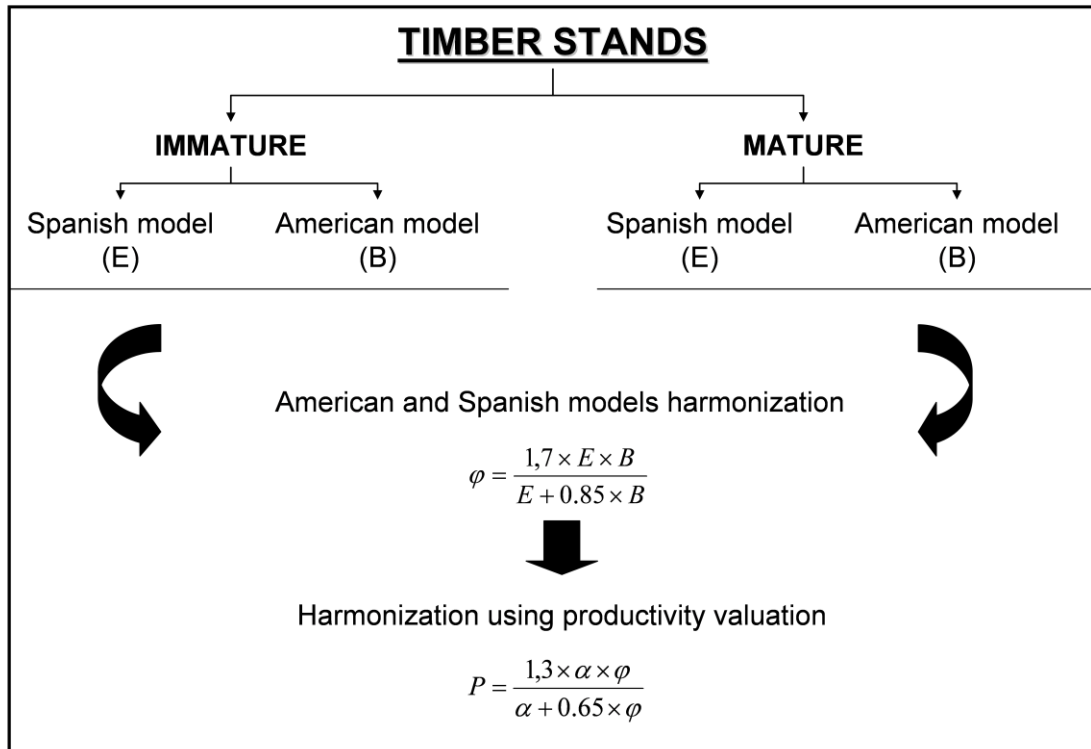 TIMBER STANDS
IMMATURE
MATURE
Spanish model
(E)
American model
(B)
Spanish model
(E)
American model
(B)
American and Spanish models harmonization
φ = 1,7 × E × B / E + 0.85 × B
Harmonization using productivity valuation
P = 1,3 × α × φ / α + 0.65 × φ